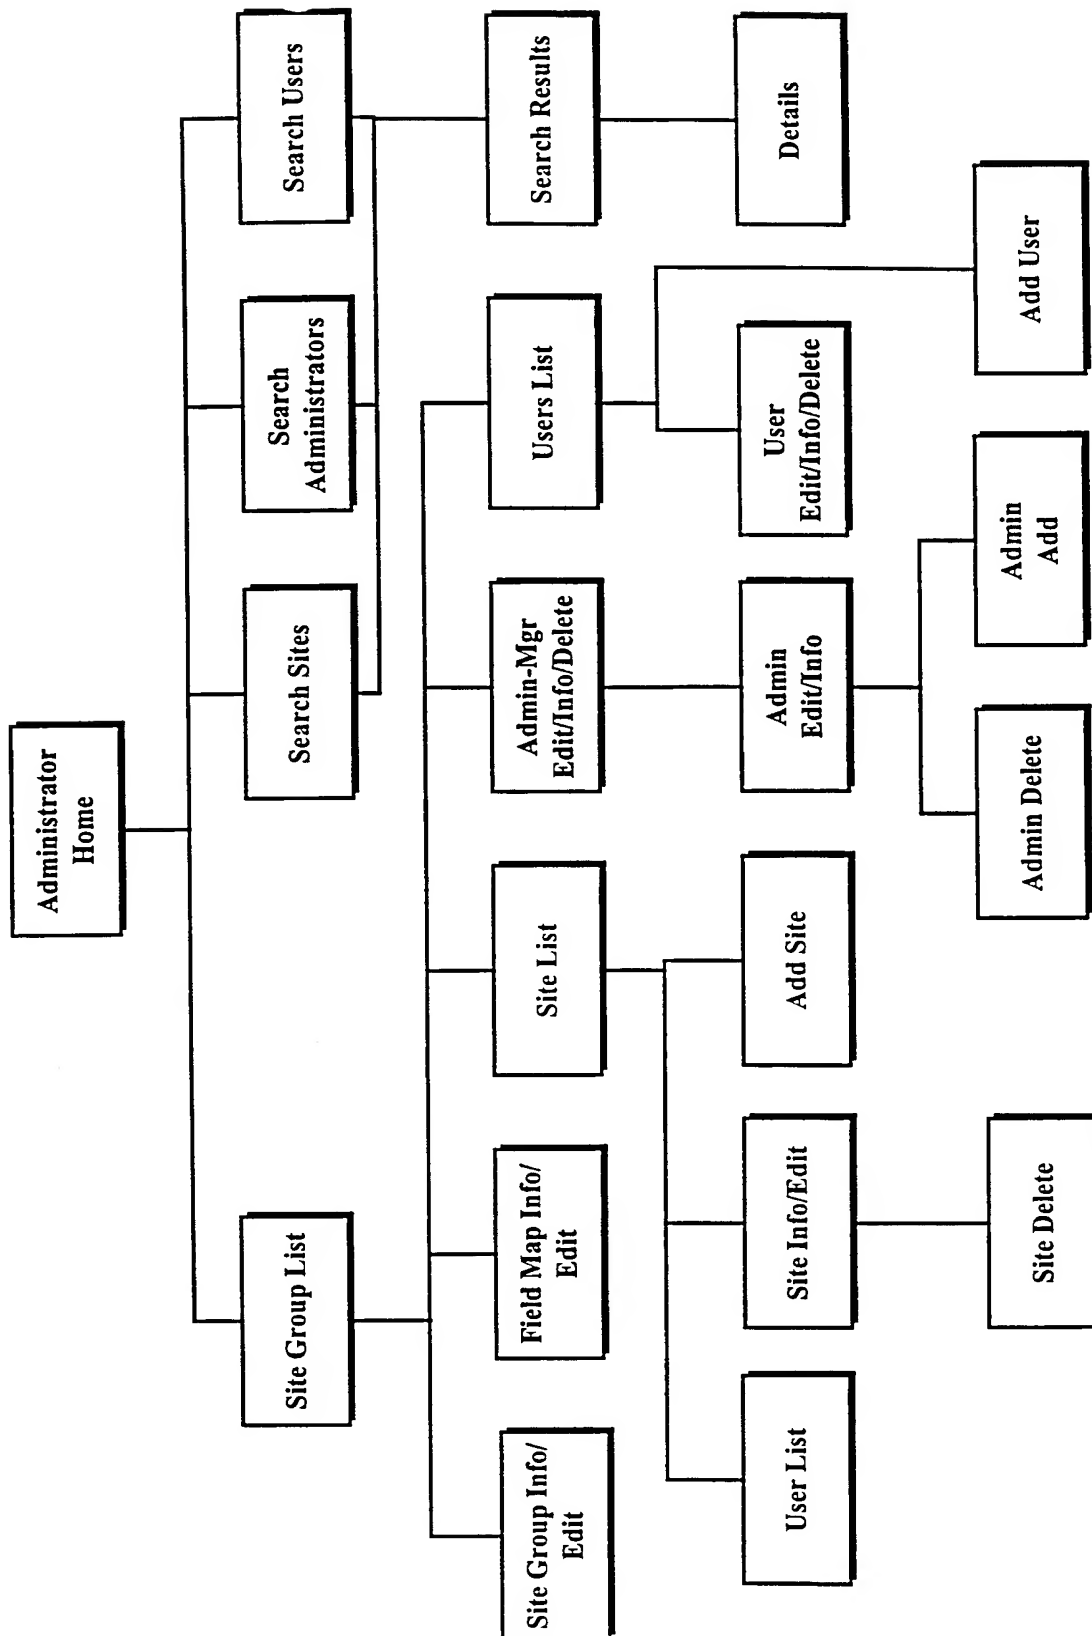 Administrator
Home
Site Group List
Search Sites
Search
Administrators
Search Users
Site Group Info/
Edit
Field Map Info/
Edit
Site List
Admin-Mgr
Edit/Info/Delete
Users List
Search Results
User List
Site Info/Edit
Add Site
Admin
Edit/Info
User
Edit/Info/Delete
Details
Site Delete
Admin Delete
Admin
Add
Add User